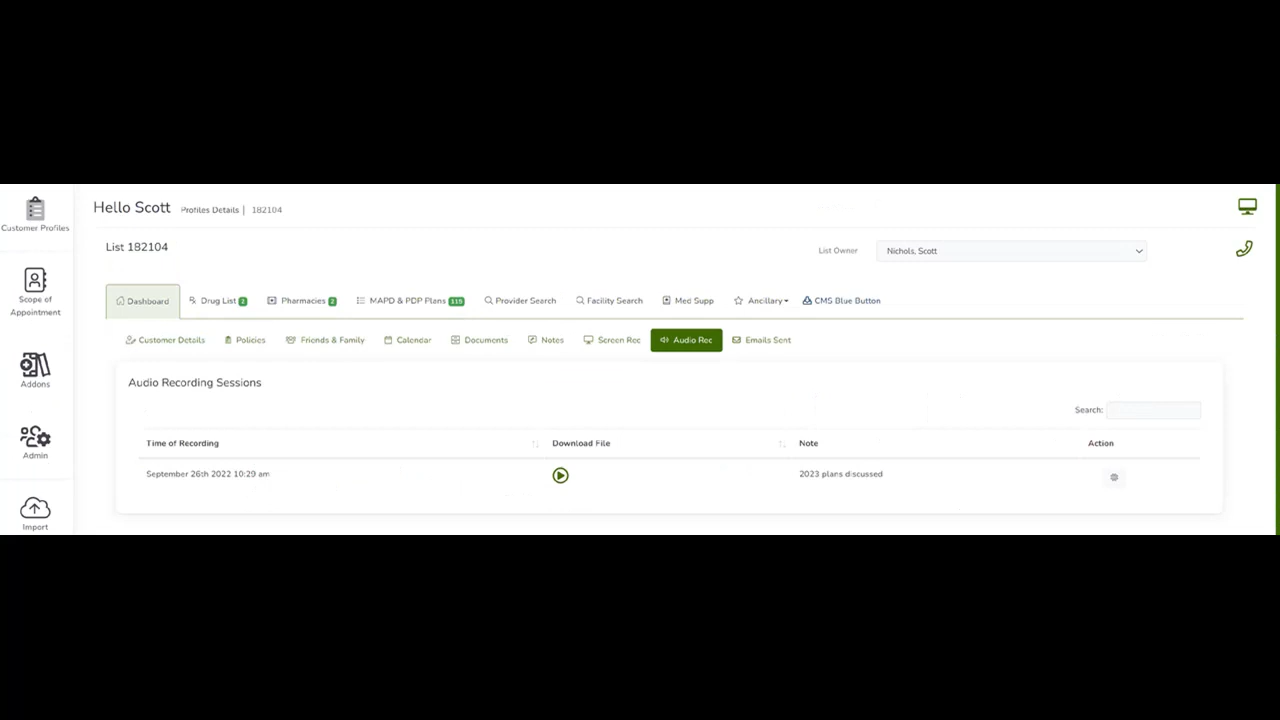 Hello Scott Profiles Details | 182104
Customer Profiles
List 182104
List Owner Nichols, Scott
Scope of
Appointment
Dashboard Drug List 2 Pharmacies 2 MAPD & PDP Plans 119 Provider Search Facility Search Med Supp Ancillary CMS Blue Button
Customer Details Policies Friends & Family Calendar Documents Notes Screen Rec Audio Rec Emails Sent
Addons
Audio Recording Sessions
Search:
Admin
Time of Recording Download File Note Action
September 26th 2022 10:29 am 2023 plans discussed
Import